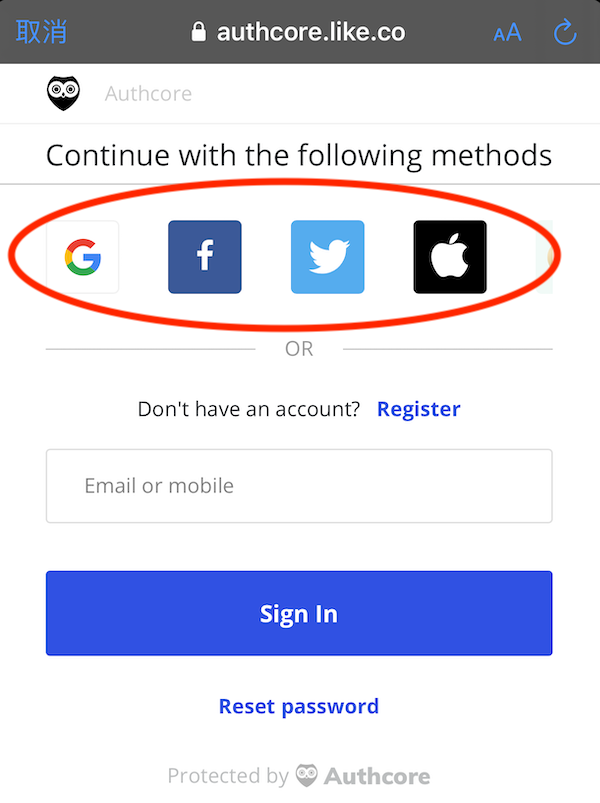 取消 authcore.like.co AA
Authcore
Continue with the following methods
OR
Don't have an account? Register
Email or mobile
Sign In
Reset password
Protected by Authcore